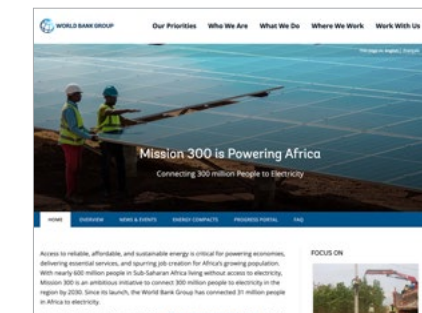 WORLD BANK GROUP
Our Priorities Who We Are What We Do Where We Work Work With Us
This page in: English | Français
Mission 300 is Powering Africa
Connecting 300 million People to Electricity
HOME OVERVIEW NEWS & EVENTS ENERGY COMPACTS PROGRESS PORTAL FAQ
Access to reliable, affordable, and sustainable energy is critical for powering economies,
delivering essential services, and spurring job creation for Africa's growing population.
With nearly 600 million people in Sub-Saharan Africa living without access to electricity,
Mission 300 is an ambitious initiative to connect 300 million people to electricity in the
region by 2030. Since its launch, the World Bank Group has connected 31 million people
in Africa to electricity.
FOCUS ON